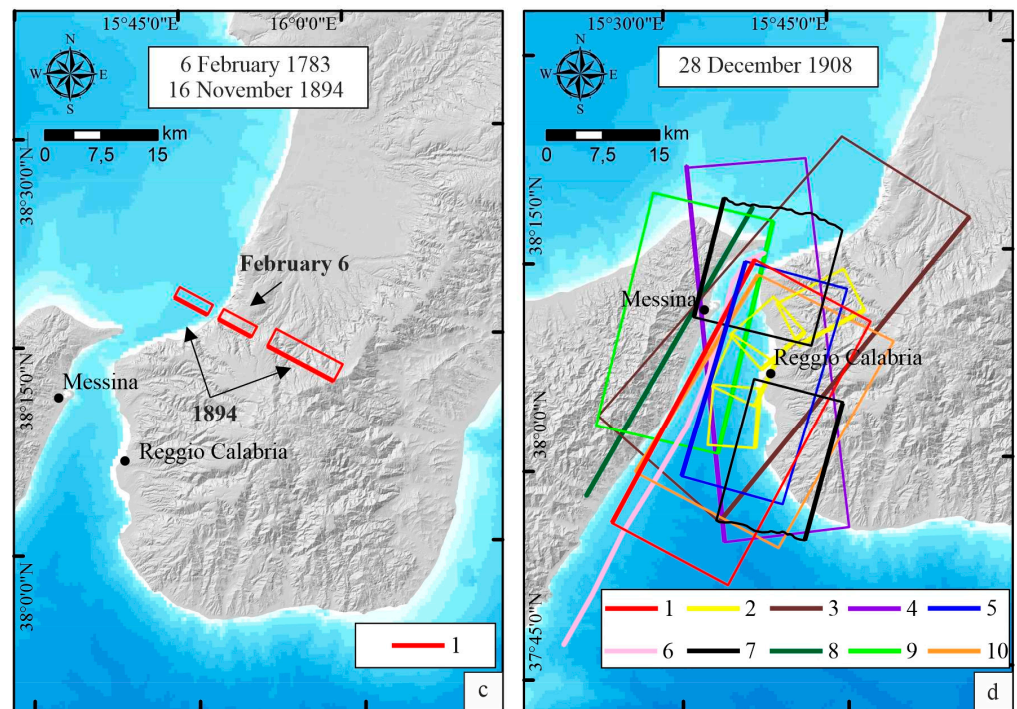 15°45'0"E
16°0'0"E
N
W
E
S
6 February 1783
16 November 1894
km
0
7,5
15
38°30'0"N
February 6
Messina
38°15'0"N
1894
Reggio Calabria
38°0'0"N
1
c
15°30'0"E
15°45'0"E
N
W
E
S
28 December 1908
km
0
7,5
15
38°15'0"N
Messina
Reggio Calabria
38°0'0"N
37°45'0"N
1
2
3
4
5
6
7
8
9
10
d